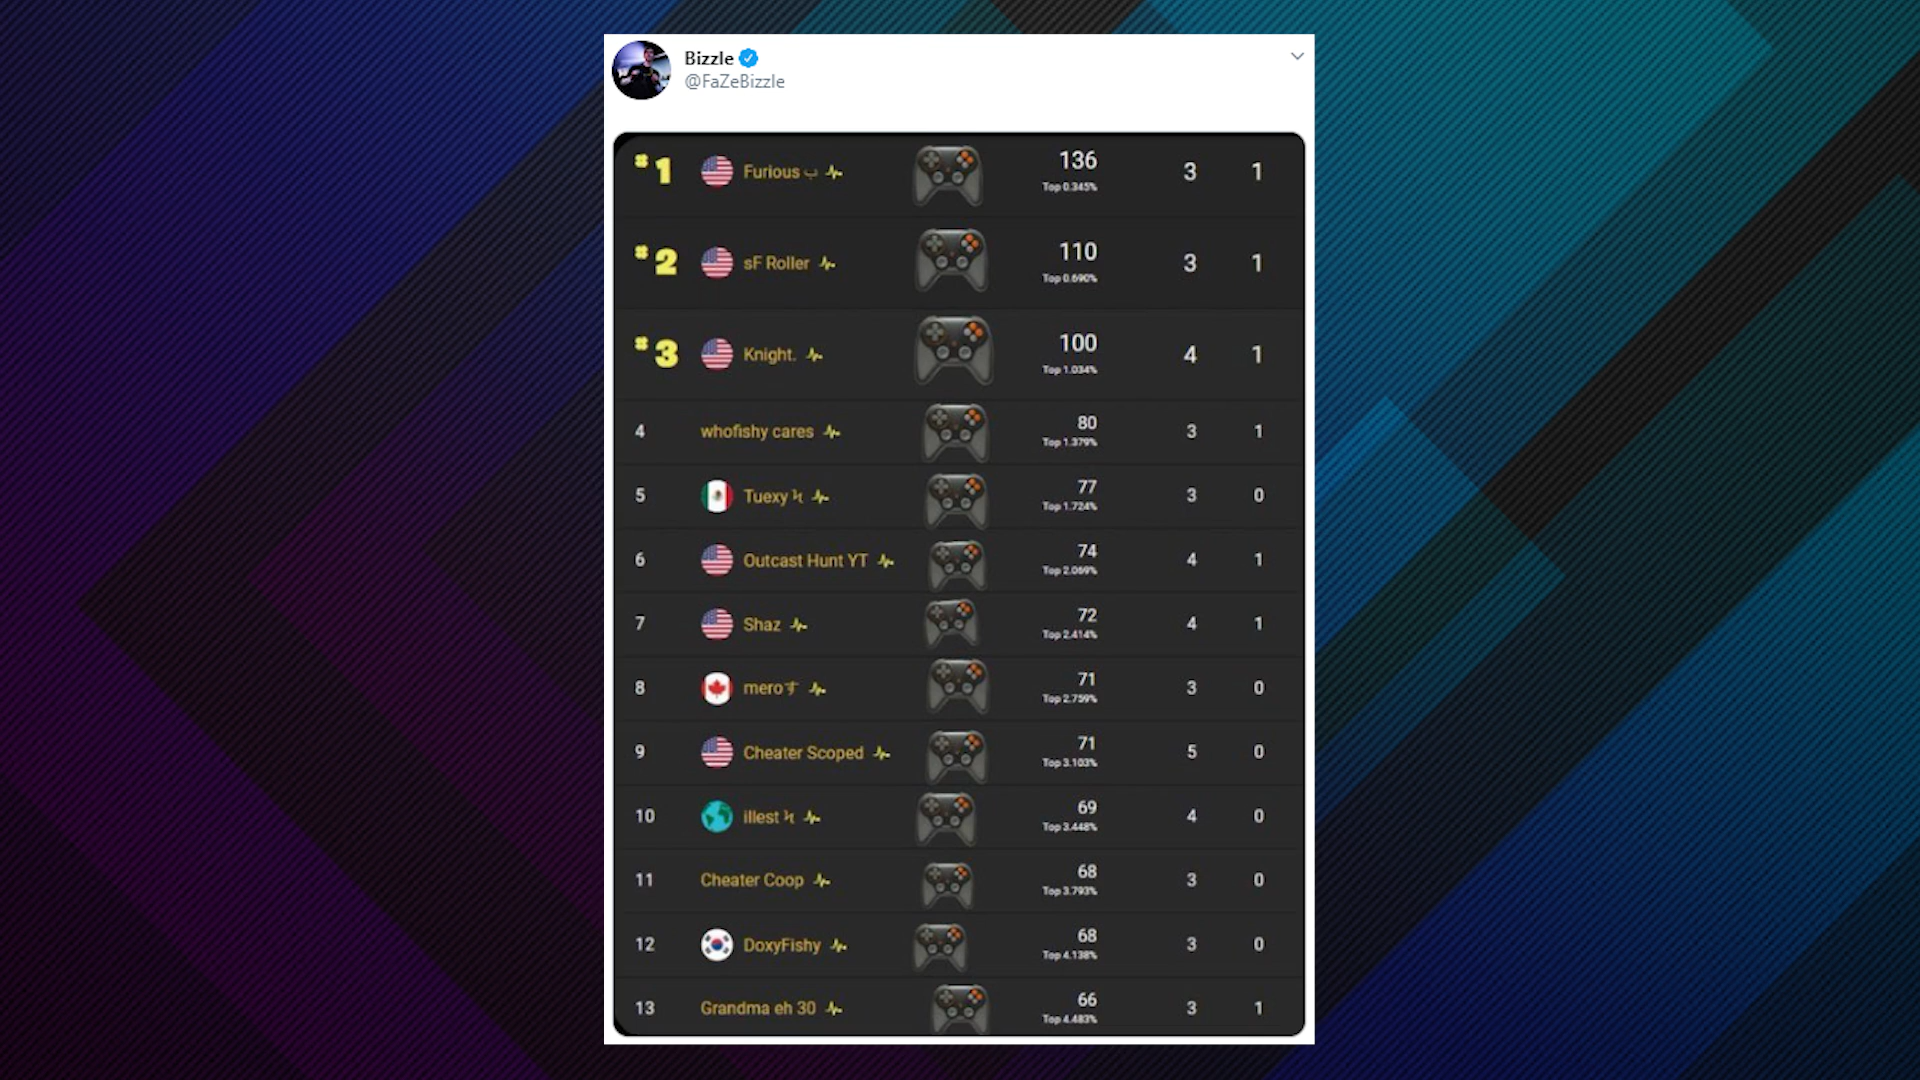 Bizzle
@FaZeBizzle
#1 Furious ب 136 3 1
Top 0.345%
#2 sF Roller 110 3 1
Top 0.690%
#3 Knight. 100 4 1
Top 1.034%
4 whofishy cares 80 3 1
Top 1.379%
5 Tuexy Ϟ 77 3 0
Top 1.724%
6 Outcast Hunt YT 74 4 1
Top 2.069%
7 Shaz 72 4 1
Top 2.414%
8 meroす 71 3 0
Top 2.759%
9 Cheater Scoped 71 5 0
Top 3.103%
10 illest Ϟ 69 4 0
Top 3.448%
11 Cheater Coop 68 3 0
Top 3.793%
12 DoxyFishy 68 3 0
Top 4.138%
13 Grandma eh 30 66 3 1
Top 4.483%